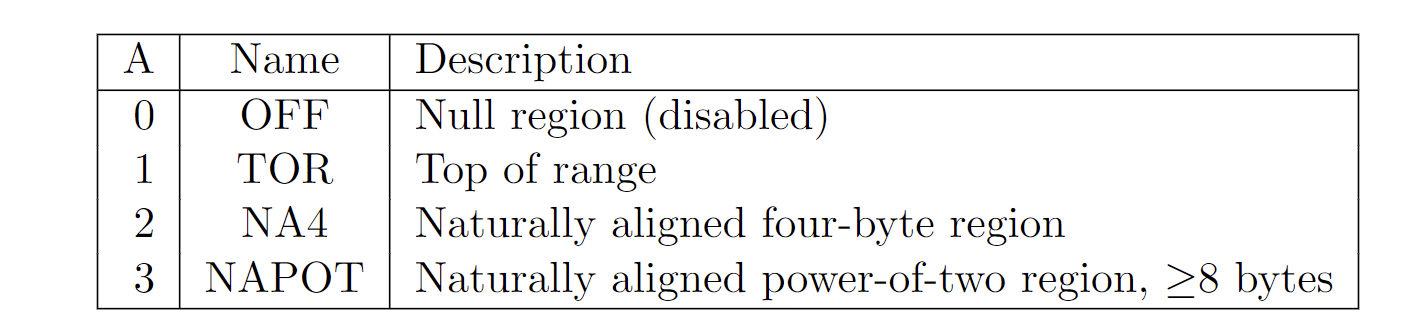 A Name Description
0 OFF Null region (disabled)
1 TOR Top of range
2 NA4 Naturally aligned four-byte region
3 NAPOT Naturally aligned power-of-two region, ≥8 bytes